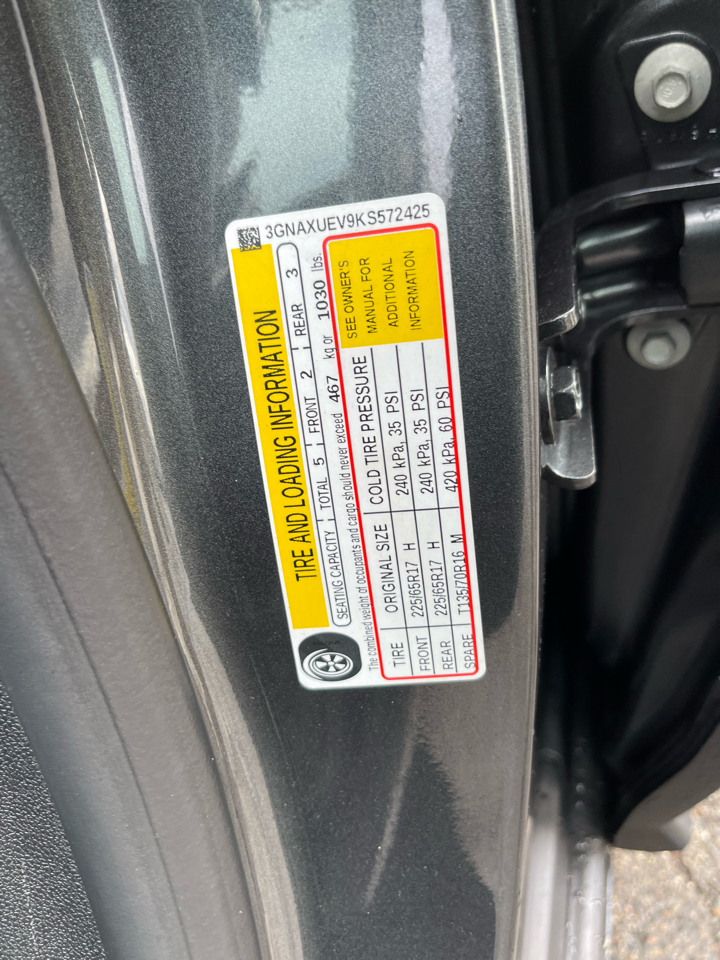 3GNAXUEV9KS572425
TIRE AND LOADING INFORMATION
SEATING CAPACITY TOTAL 5 FRONT 2 REAR 3
The combined weight of occupants and cargo should never exceed 467 kg or 1030 lbs.
TIRE ORIGINAL SIZE COLD TIRE PRESSURE
FRONT 225/65R17 H 240 kPa, 35 PSI
REAR 225/65R17 H 240 kPa, 35 PSI
SPARE T135/70R16 M 420 kPa, 60 PSI
SEE OWNER'S
MANUAL FOR
ADDITIONAL
INFORMATION